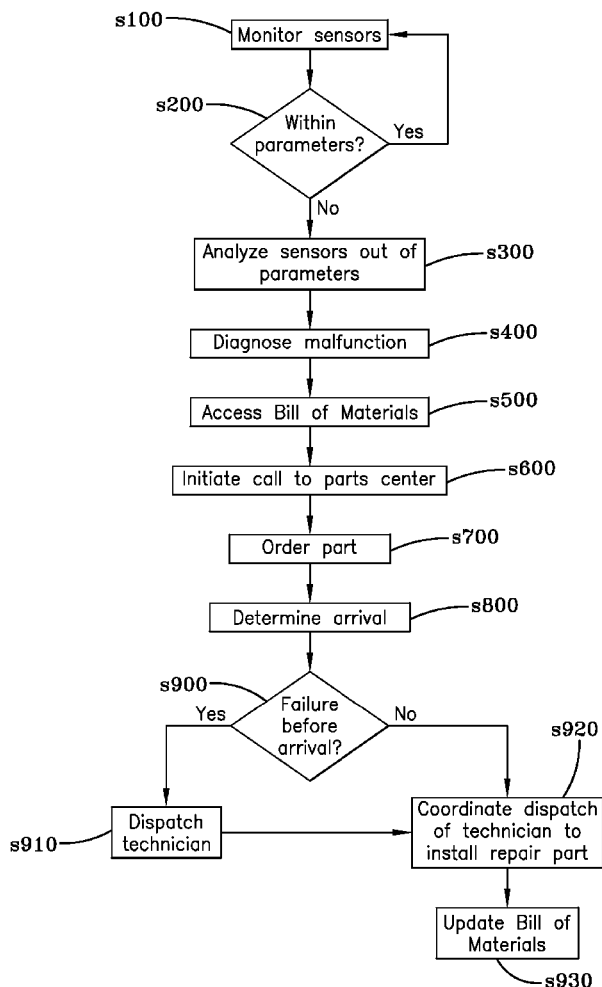 s100
Monitor sensors
s200
Within
parameters?
Yes
No
Analyze sensors out of
parameters
s300
Diagnose malfunction
s400
Access Bill of Materials
s500
Initiate call to parts center
s600
Order part
s700
Determine arrival
s800
s900
Failure
before
arrival?
Yes
No
s920
Dispatch
technician
s910
Coordinate dispatch
of technician to
install repair part
Update Bill of
Materials
s930